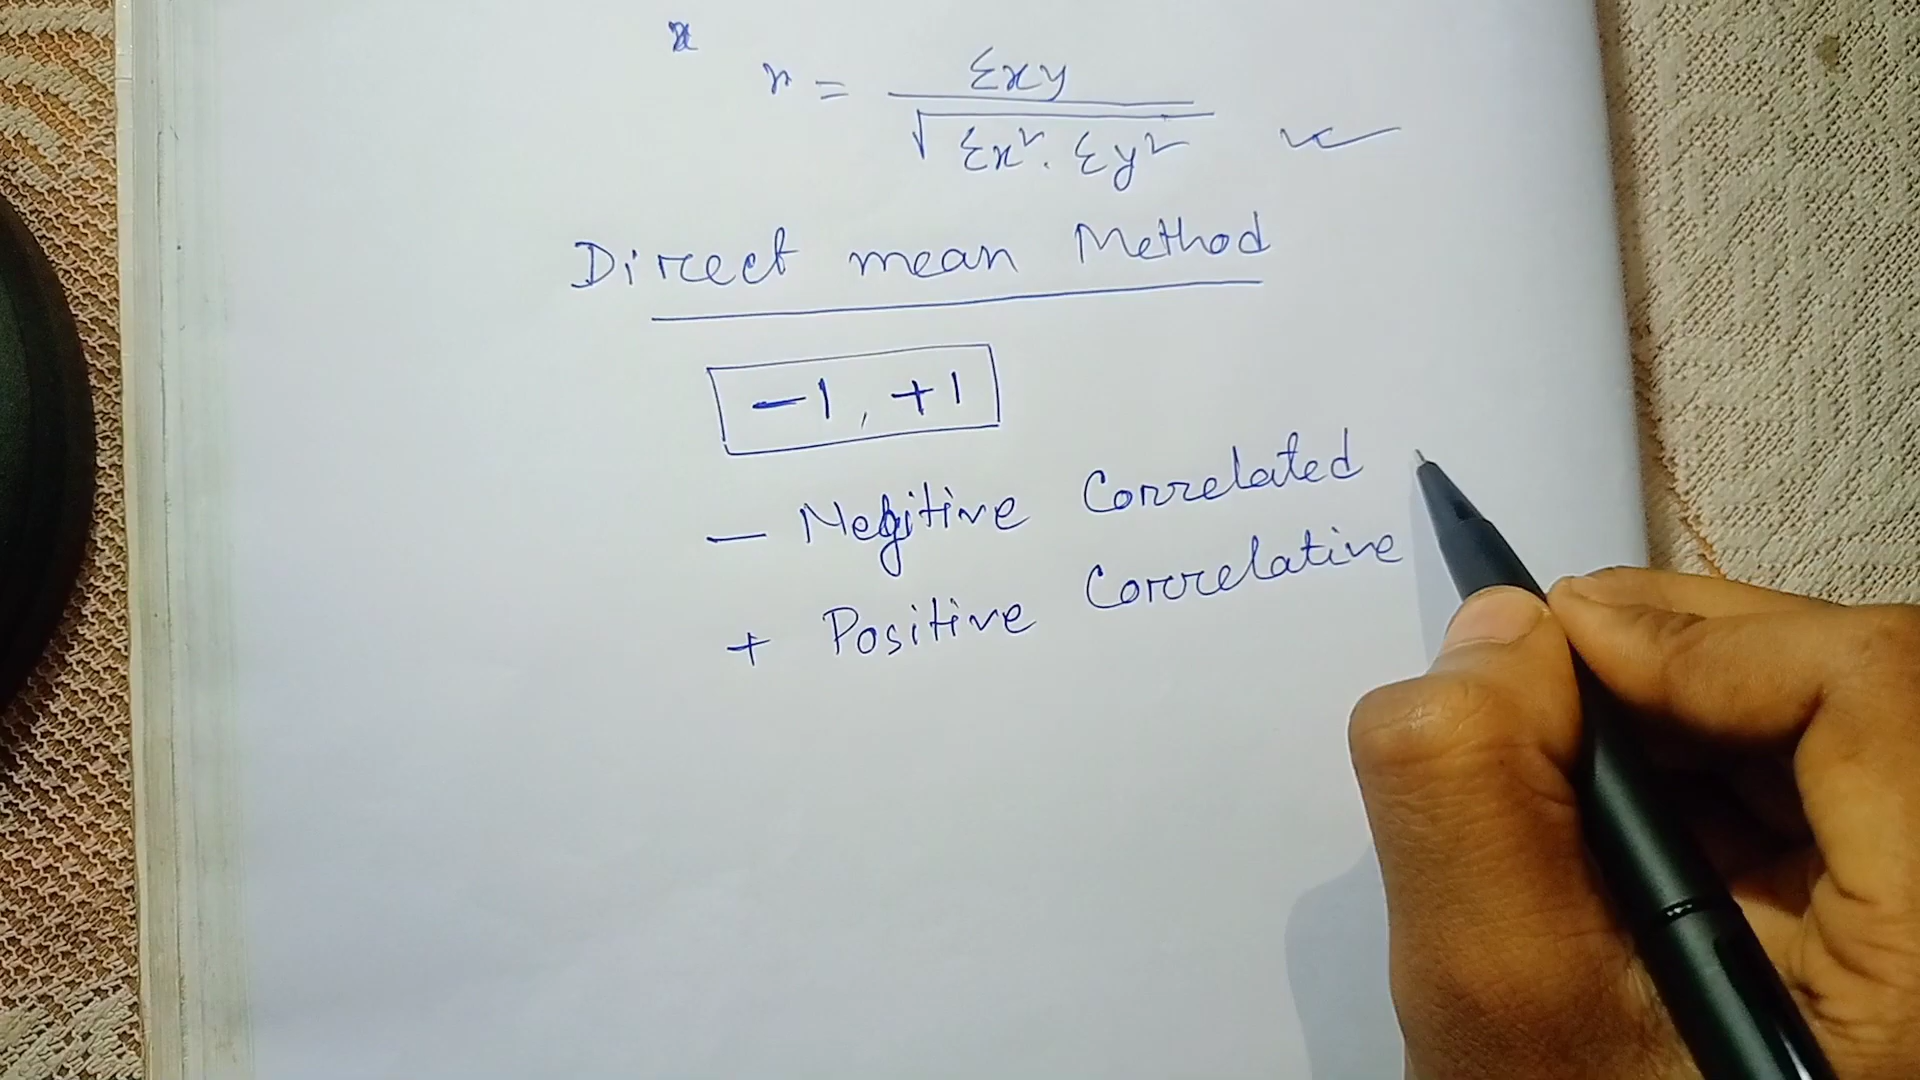 r = Σxy / √Σx². Σy²
Direct mean Method
-1, +1
- Negitive Correlated
+ Positive Correlative